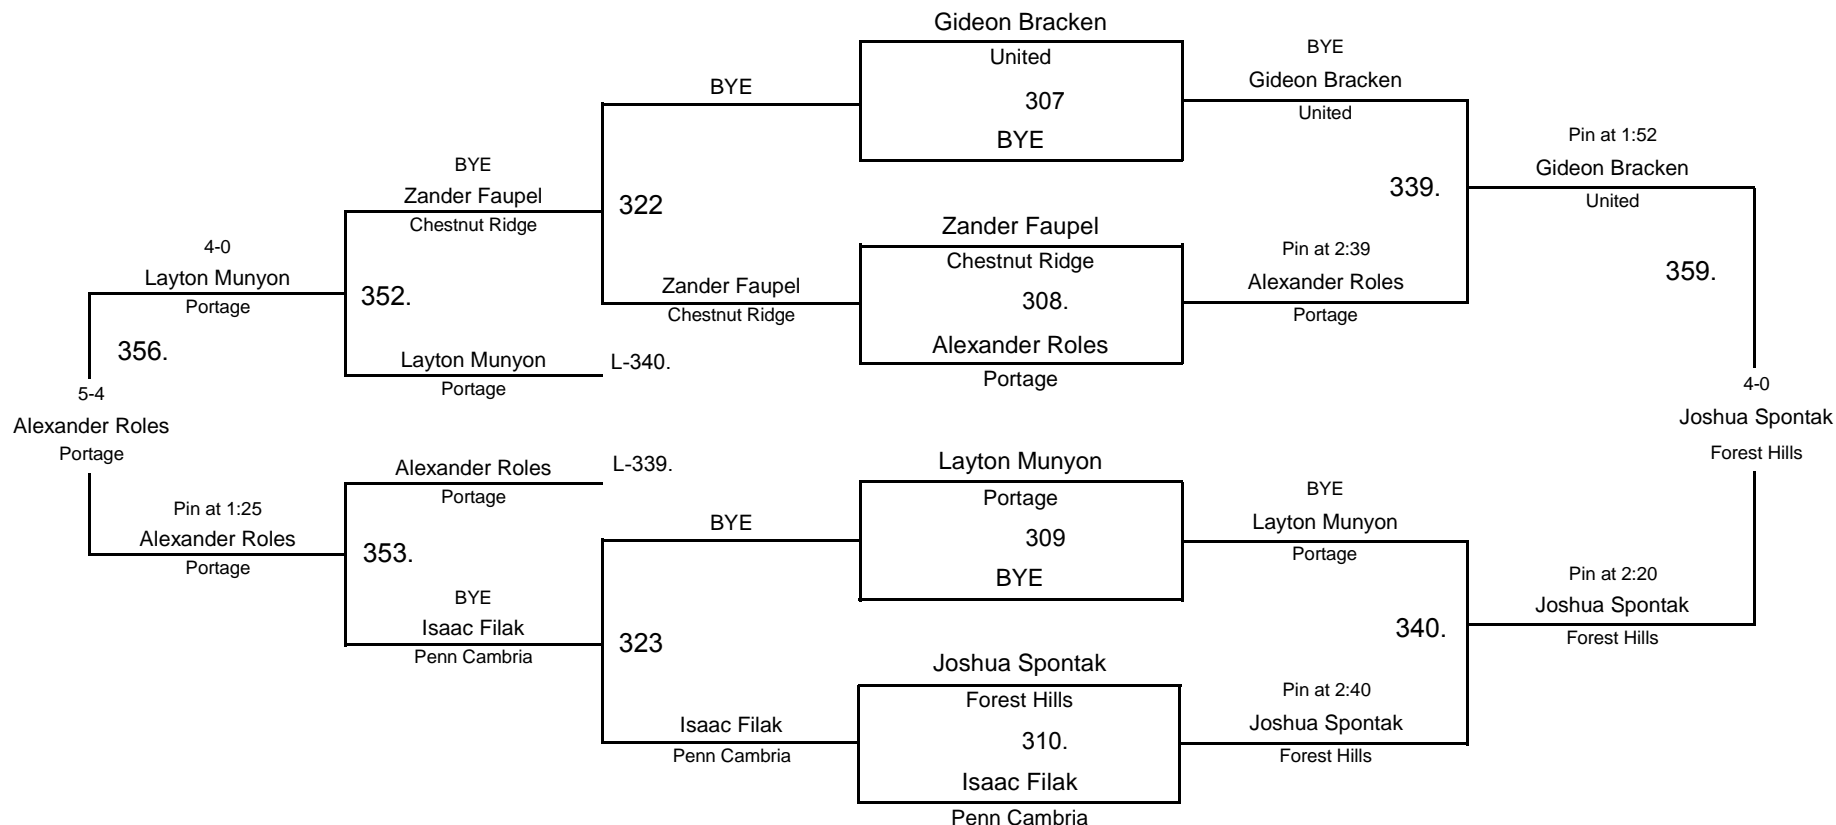 Gideon Bracken
United
307
BYE
BYE
BYE
Gideon Bracken
United
Pin at 1:52
Gideon Bracken
United
BYE
Zander Faupel
Chestnut Ridge
322
339.
Zander Faupel
Chestnut Ridge
308.
Alexander Roles
Portage
Zander Faupel
Chestnut Ridge
Pin at 2:39
Alexander Roles
Portage
359.
4-0
Layton Munyon
Portage
352.
356.
Layton Munyon
Portage
L-340.
5-4
Alexander Roles
Portage
4-0
Joshua Spontak
Forest Hills
Alexander Roles
Portage
L-339.
Layton Munyon
Portage
309
BYE
BYE
BYE
Layton Munyon
Portage
Pin at 1:25
Alexander Roles
Portage
353.
BYE
Isaac Filak
Penn Cambria
323
340.
Pin at 2:20
Joshua Spontak
Forest Hills
Joshua Spontak
Forest Hills
310.
Isaac Filak
Penn Cambria
Isaac Filak
Penn Cambria
Pin at 2:40
Joshua Spontak
Forest Hills